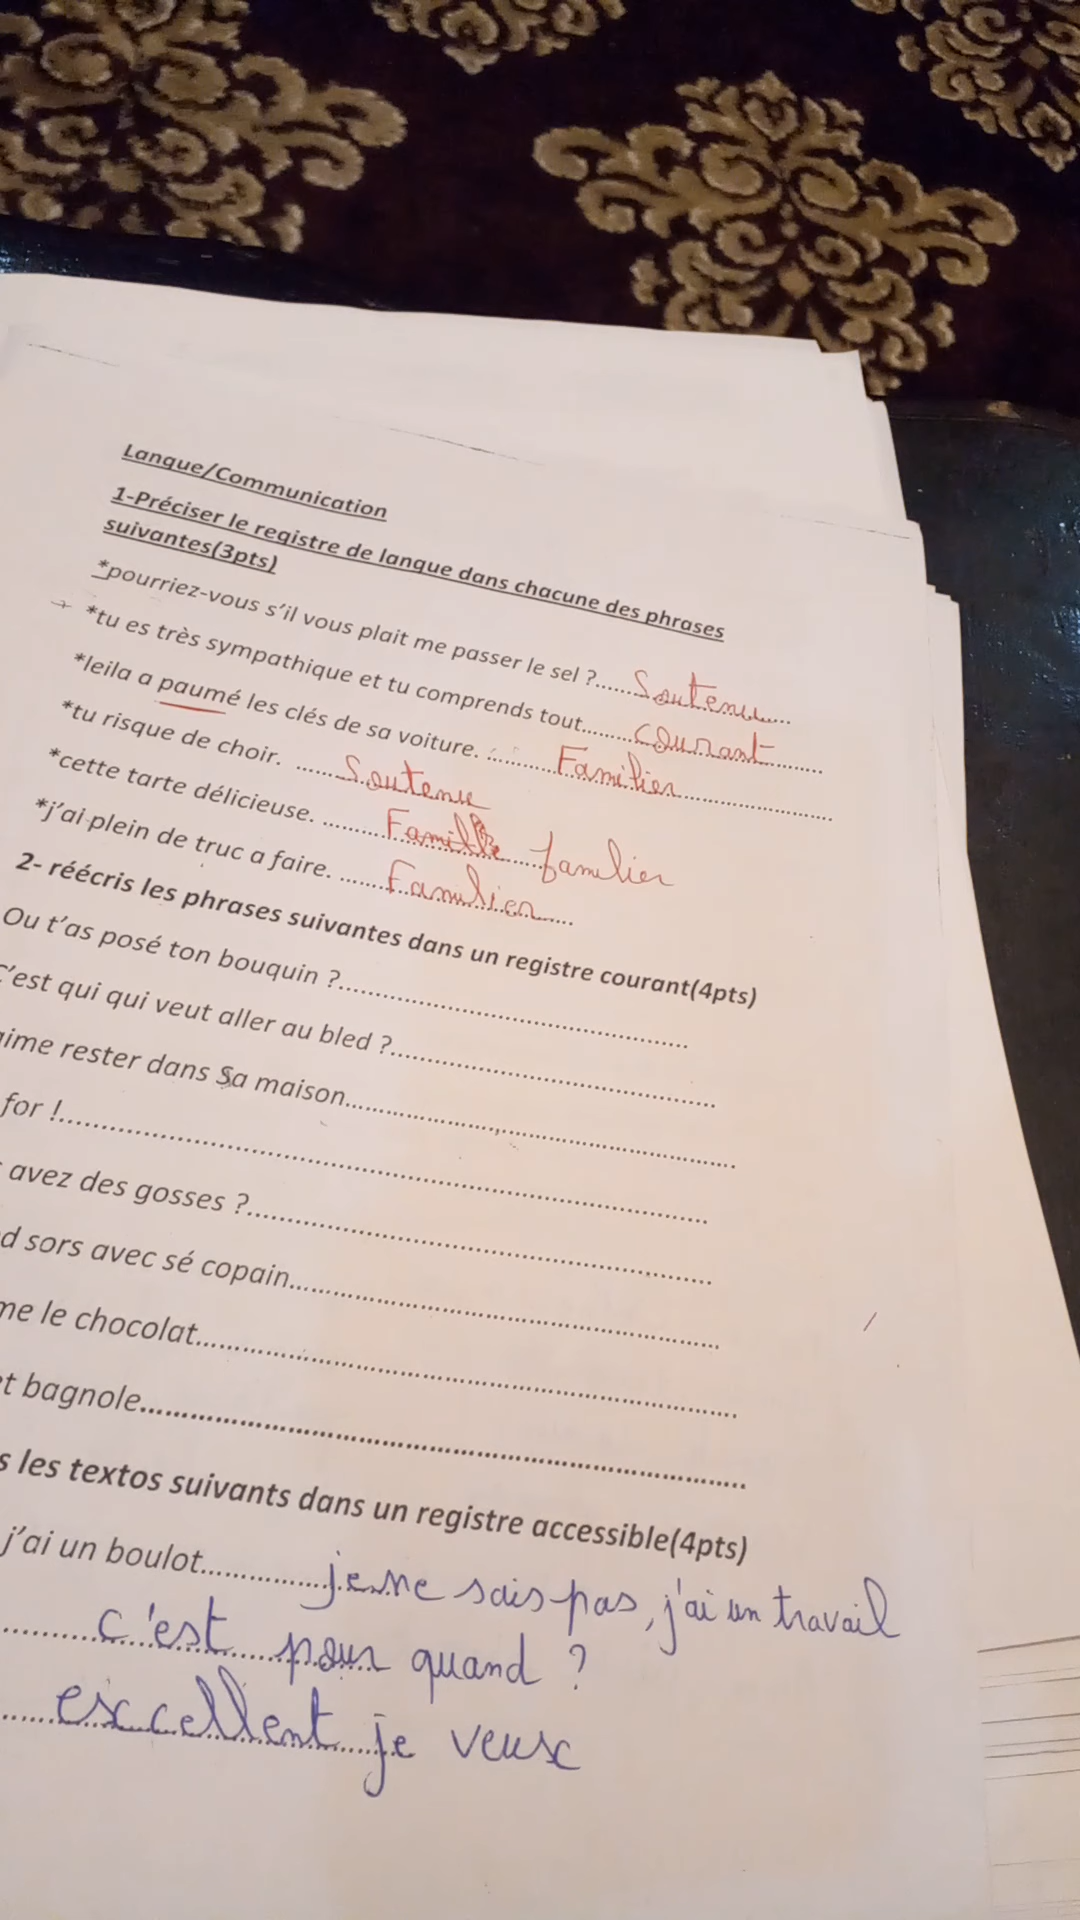 Langue/Communication
1-Préciser le registre de langue dans chacune des phrases
suivantes(3pts)
*pourriez-vous s'il vous plait me passer le sel ?....... Soutenu
*tu es très sympathique et tu comprends tout....... courant
*leila a paumé les clés de sa voiture. ....... Familier
*tu risque de choir. ....... Soutenu
*cette tarte délicieuse. ....... familier
*j'ai plein de truc a faire. ....... Familier
2- réécris les phrases suivantes dans un registre courant(4pts)
Ou t'as posé ton bouquin ?.......
C'est qui qui veut aller au bled ?.......
aime rester dans Sa maison.......
for !.......
avez des gosses ?.......
d sors avec sé copain.......
me le chocolat.......
et bagnole.......
s les textos suivants dans un registre accessible(4pts)
j'ai un boulot....... je ne sais pas, j'ai un travail
....... c'est pour quand ?
....... exccellent je veux